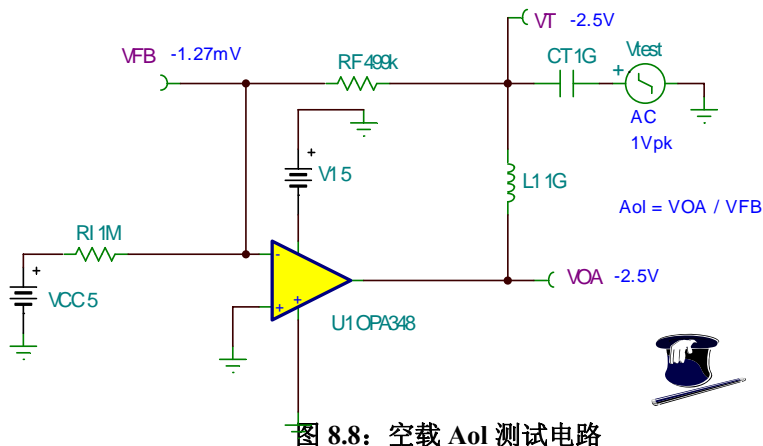 VT -2.5V
VFB -1.27mV
RF 499k
CT 1G
Vtest
+
AC
1Vpk
+
V1 5
L1 1G
Aol = VOA / VFB
RI 1M
+
VCC 5
-
+
+
VOA -2.5V
U1 OPA348
图 8.8：空载 Aol 测试电路